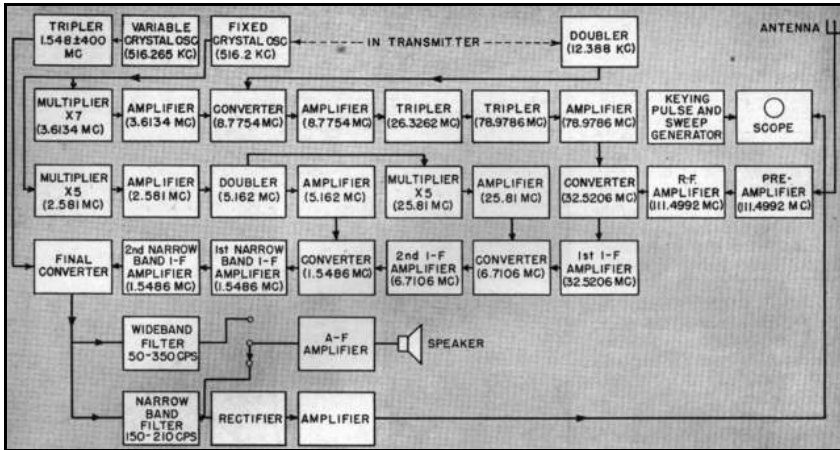 TRIPLER
1.548±400
MC
VARIABLE
CRYSTAL OSC
(516.265 KC)
FIXED
CRYSTAL OSC
(516.2 KC)
IN TRANSMITTER
DOUBLER
(12.388 KC)
ANTENNA
MULTIPLIER
X7
(3.6134 MC)
AMPLIFIER
(3.6134 MC)
CONVERTER
(8.7754 MC)
AMPLIFIER
(8.7754 MC)
TRIPLER
(26.3262 MC)
TRIPLER
(78.9786 MC)
AMPLIFIER
(78.9786 MC)
KEYING
PULSE AND
SWEEP
GENERATOR
SCOPE
MULTIPLIER
X5
(2.581 MC)
AMPLIFIER
(2.581 MC)
DOUBLER
(5.162 MC)
AMPLIFIER
(5.162 MC)
MULTIPLIER
X5
(25.81 MC)
AMPLIFIER
(25.81 MC)
CONVERTER
(32.5206 MC)
R-F
AMPLIFIER
(111.4992 MC)
PRE-
AMPLIFIER
(111.4992 MC)
FINAL
CONVERTER
2nd NARROW
BAND I-F
AMPLIFIER
(1.5486 MC)
1st NARROW
BAND I-F
AMPLIFIER
(1.5486 MC)
CONVERTER
(1.5486 MC)
2nd I-F
AMPLIFIER
(6.7106 MC)
CONVERTER
(6.7106 MC)
1st I-F
AMPLIFIER
(32.5206 MC)
WIDEBAND
FILTER
50-350 CPS
A-F
AMPLIFIER
SPEAKER
NARROW
BAND
FILTER
150-210 CPS
RECTIFIER
AMPLIFIER